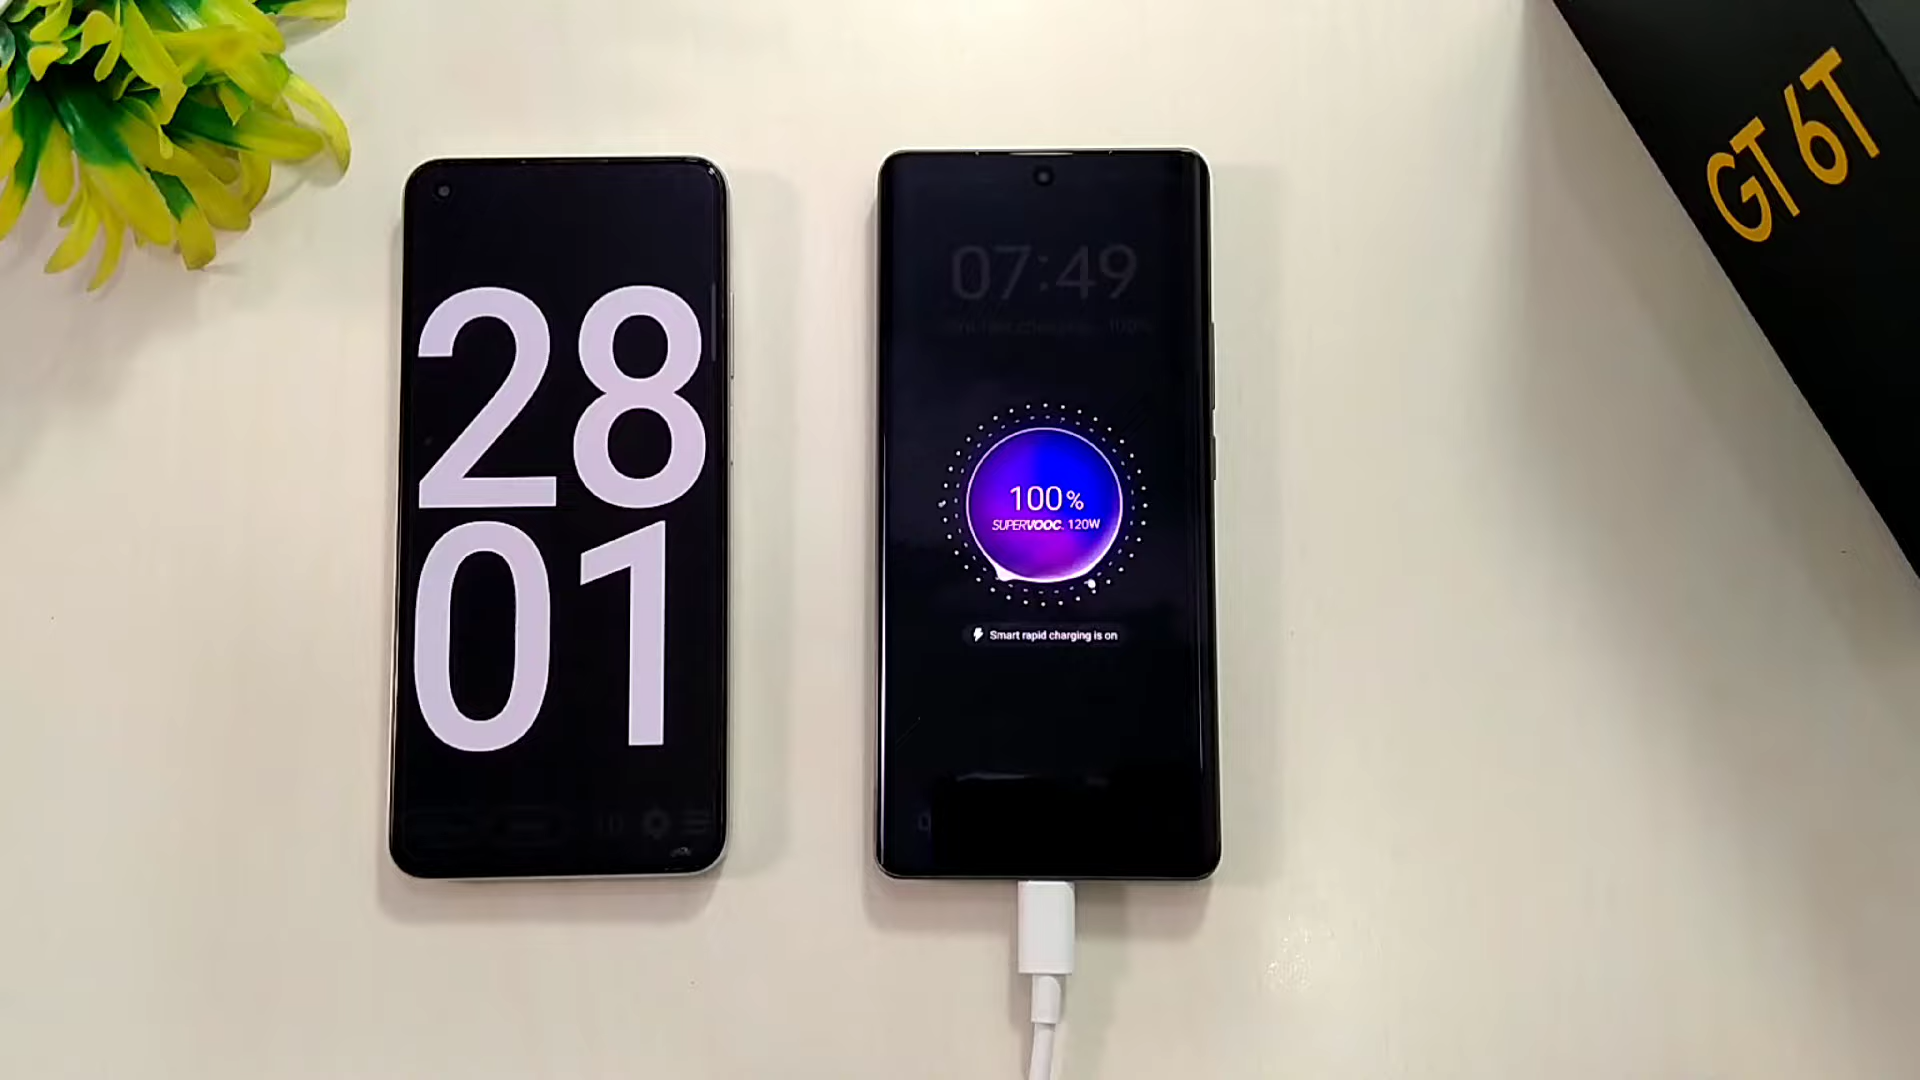 28
01
07:49
100%
SUPERVOOC 120W
Smart rapid charging is on
GT 6T